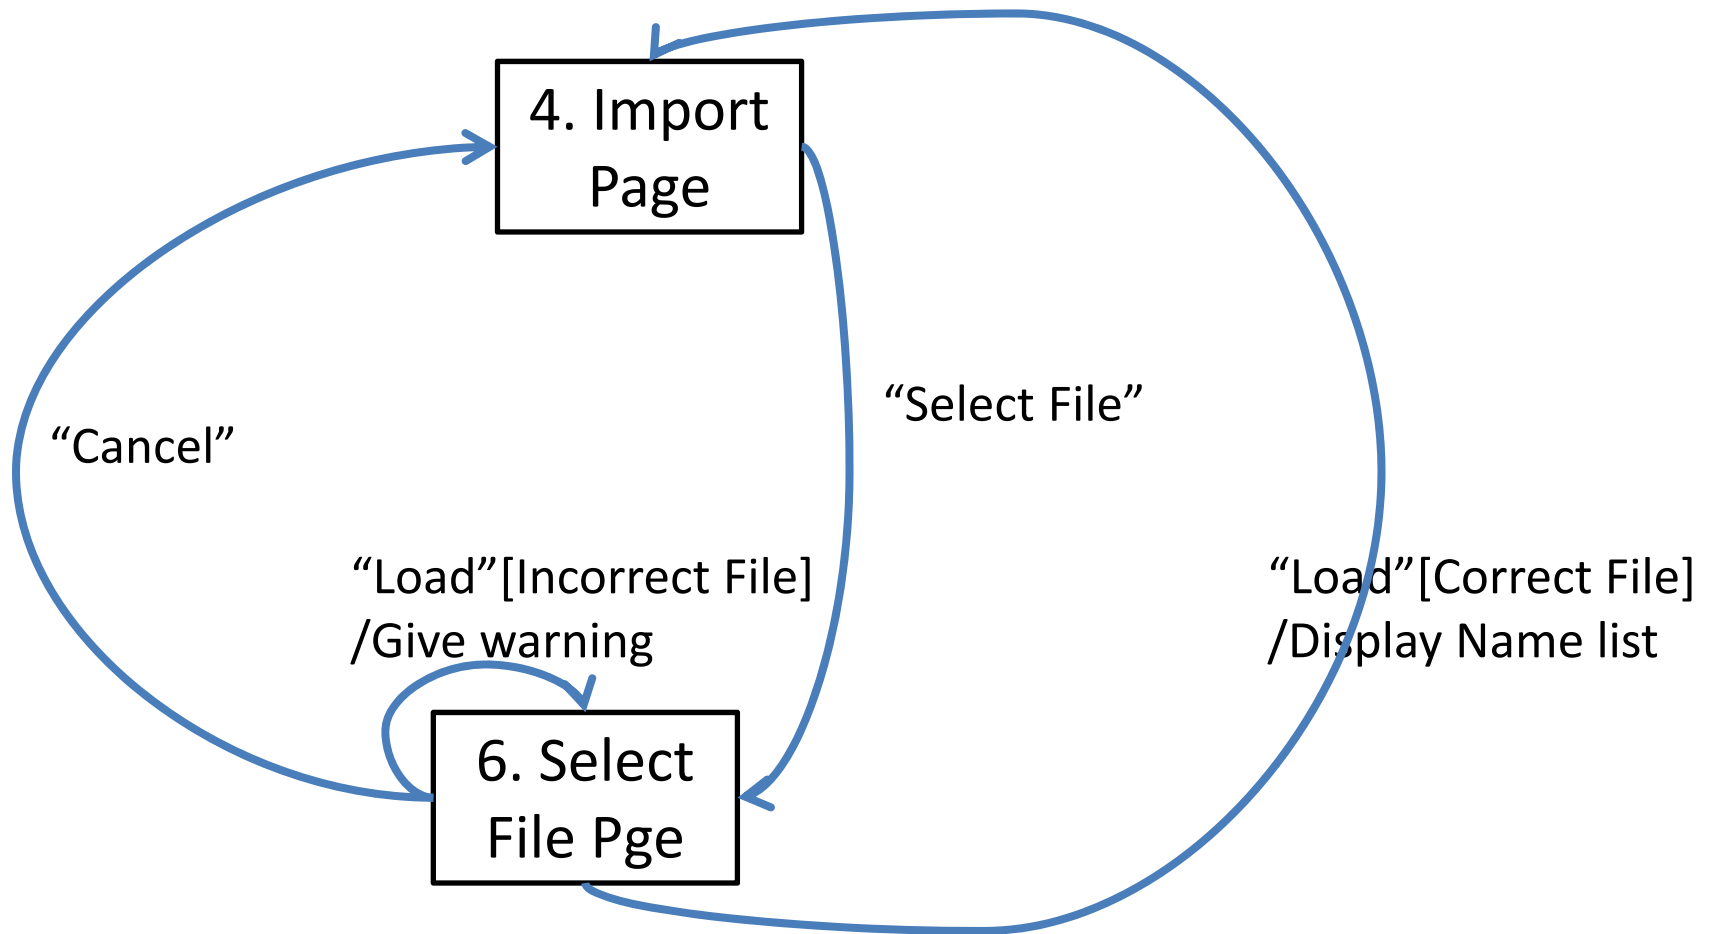 4. Import
Page
“Select File”
“Cancel”
“Load”[Incorrect File]
/Give warning
“Load”[Correct File]
/Display Name list
6. Select
File Pge